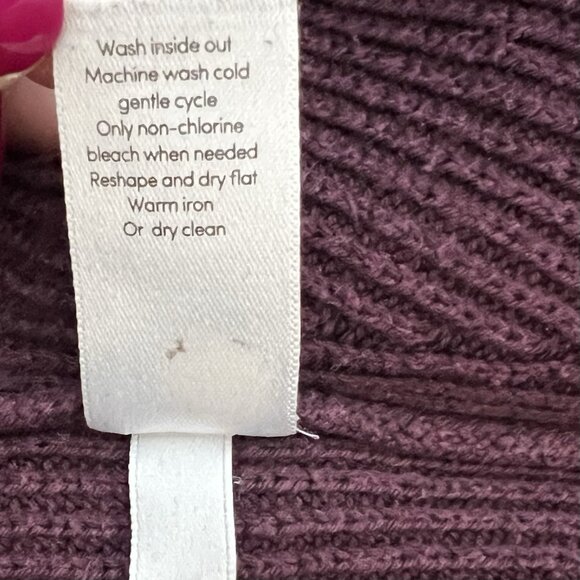 Wash inside out
Machine wash cold
gentle cycle
Only non-chlorine
bleach when needed
Reshape and dry flat
Warm iron
Or dry clean